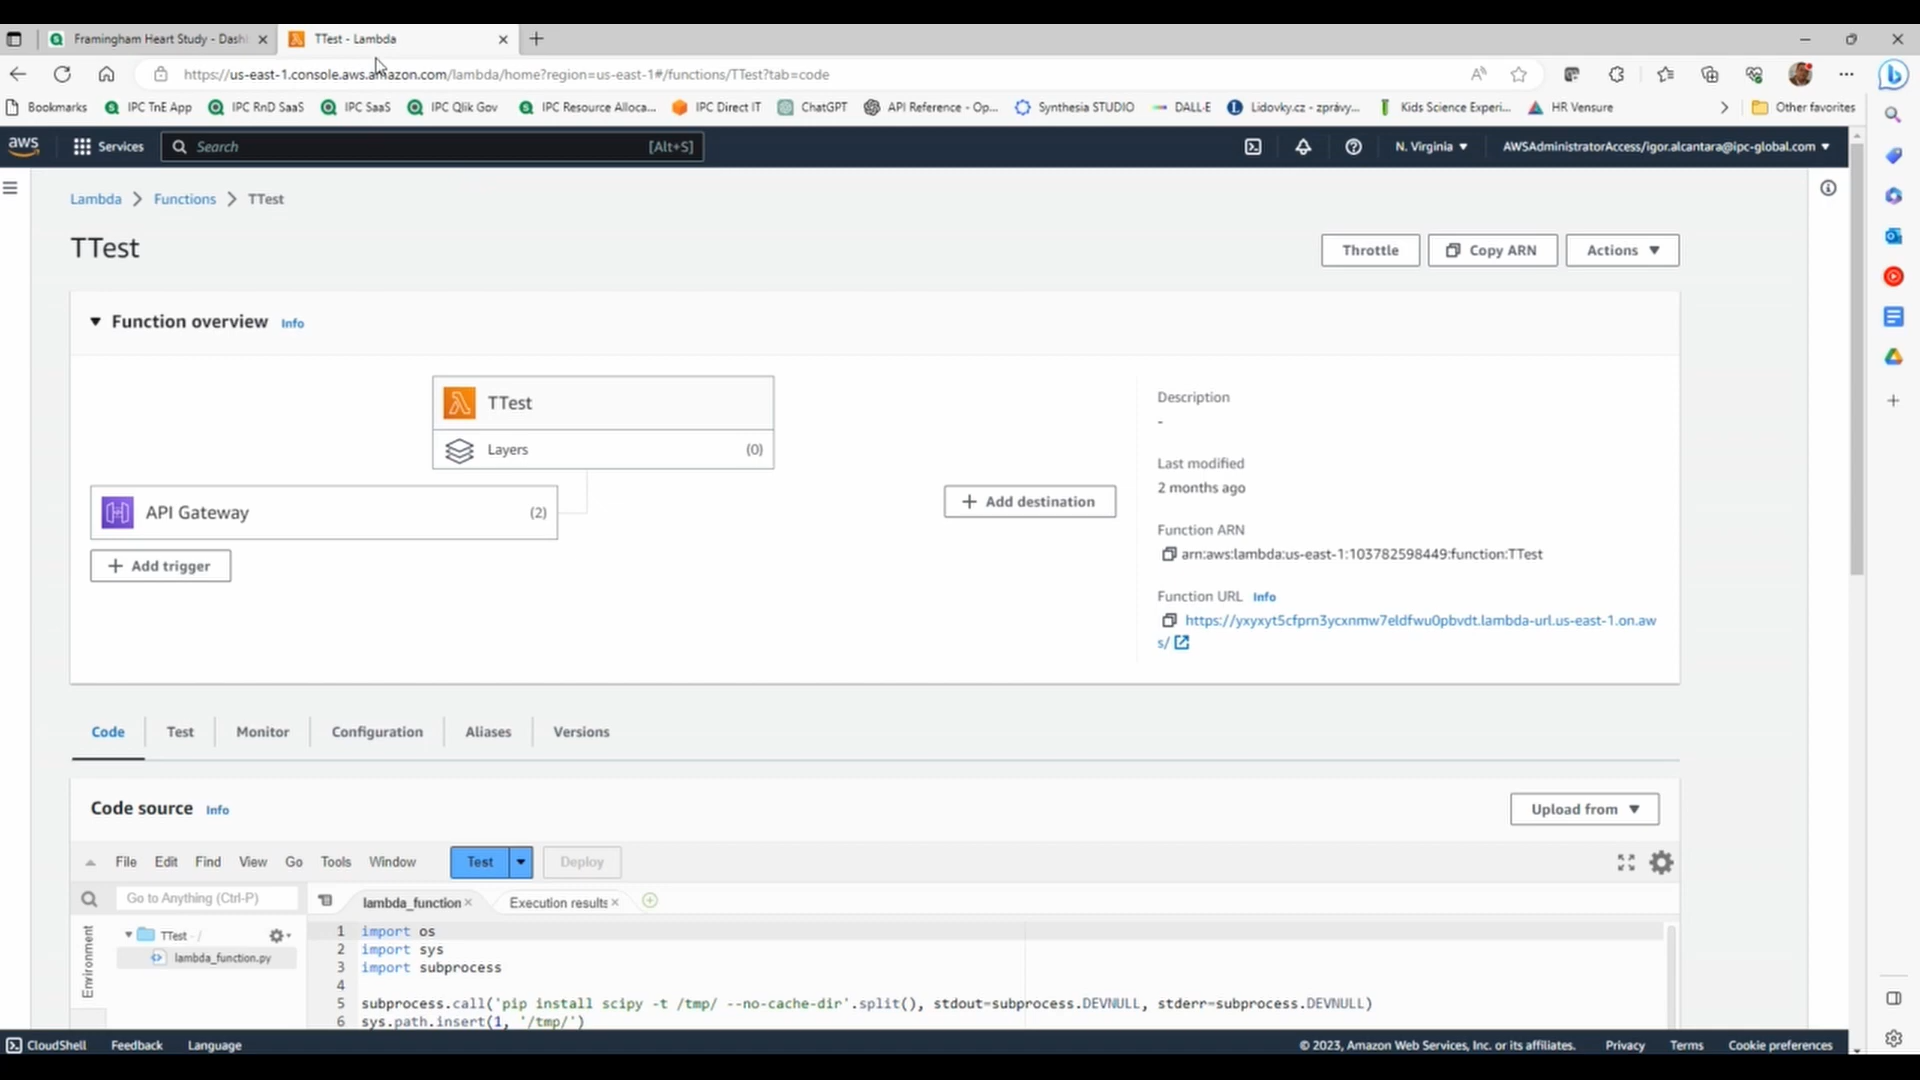 Framingham Heart Study - Dash
TTest - Lambda
https://us-east-1.console.aws.amazon.com/lambda/home?region=us-east-1#/functions/TTest?tab=code
Bookmarks IPC TnE App IPC RnD SaaS IPC SaaS IPC Qlik Gov IPC Resource Alloca... IPC Direct IT ChatGPT API Reference - Op... Synthesia STUDIO DALL·E Lidovky.cz - zprávy... Kids Science Experi... HR Vensure Other favorites
aws Services Search [Alt+S] N. Virginia AWSAdministratorAccess/igor.alcantara@ipc-global.com
Lambda Functions TTest
TTest
Throttle Copy ARN Actions
Function overview Info
TTest
Layers (0)
API Gateway (2)
Add trigger
Add destination
Description
-
Last modified
2 months ago
Function ARN
arn:aws:lambda:us-east-1:103782598449:function:TTest
Function URL Info
https://yxyxyt5cfprn3ycxnmw7eldfwu0pbvdt.lambda-url.us-east-1.on.aw
s/
Code Test Monitor Configuration Aliases Versions
Code source Info
Upload from
File Edit Find View Go Tools Window Test Deploy
Go to Anything (Ctrl-P)
lambda_function Execution results
Environment
TTest - /
lambda_function.py
1 import os
2 import sys
3 import subprocess
4
5 subprocess.call('pip install scipy -t /tmp/ --no-cache-dir'.split(), stdout=subprocess.DEVNULL, stderr=subprocess.DEVNULL)
6 sys.path.insert(1, '/tmp/')
CloudShell Feedback Language © 2023, Amazon Web Services, Inc. or its affiliates. Privacy Terms Cookie preferences